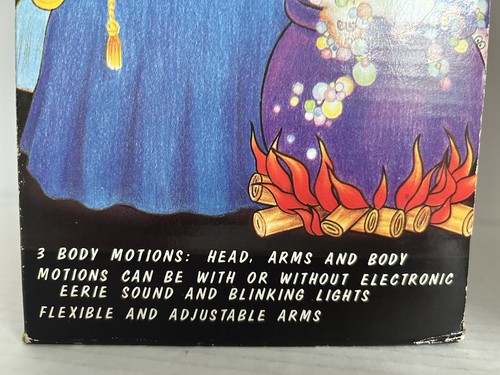 3 BODY MOTIONS: HEAD, ARMS AND BODY
MOTIONS CAN BE WITH OR WITHOUT ELECTRONIC
EERIE SOUND AND BLINKING LIGHTS
FLEXIBLE AND ADJUSTABLE ARMS